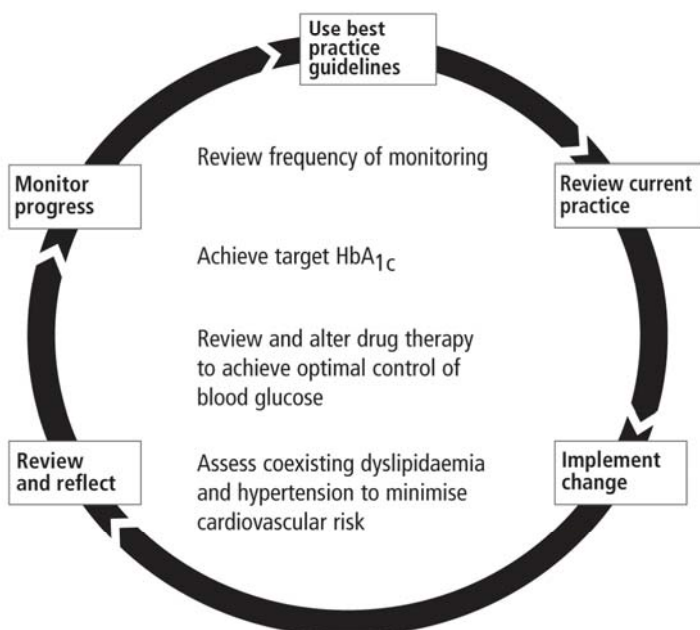 Use best
practice
guidelines
Review frequency of monitoring
Monitor
progress
Review current
practice
Achieve target HbA1c
Review and alter drug therapy
to achieve optimal control of
blood glucose
Review
and reflect
Assess coexisting dyslipidaemia
and hypertension to minimise
cardiovascular risk
Implement
change